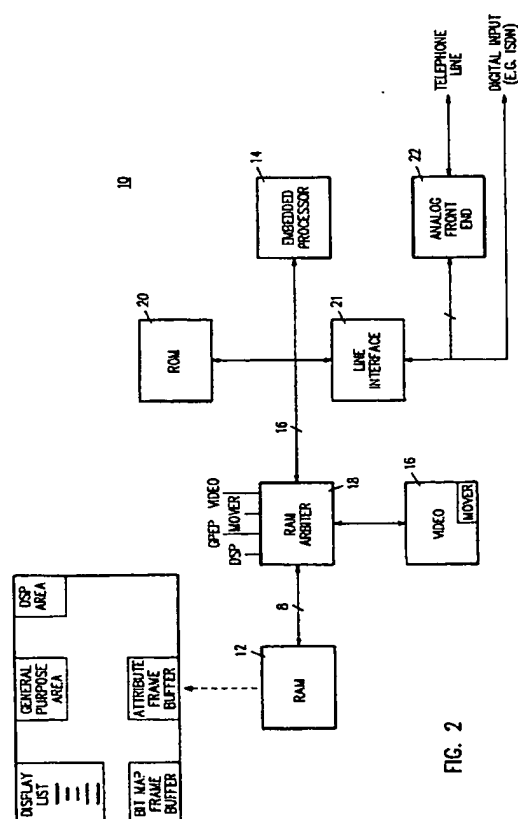 10
DISPLAY
LIST
GENERAL
PURPOSE
AREA
DSP
AREA
BIT MAP
FRAME
BUFFER
ATTRIBUTE
FRAME
BUFFER
12
RAM
8
DSP
GPEP
MOVER
VIDEO
RAM
ARBITER
18
16
VIDEO
MOVER
16
20
ROM
14
EMBEDDED
PROCESSOR
21
LINE
INTERFACE
22
ANALOG
FRONT
END
TELEPHONE
LINE
DIGITAL INPUT
(E.G. ISDN)
FIG. 2